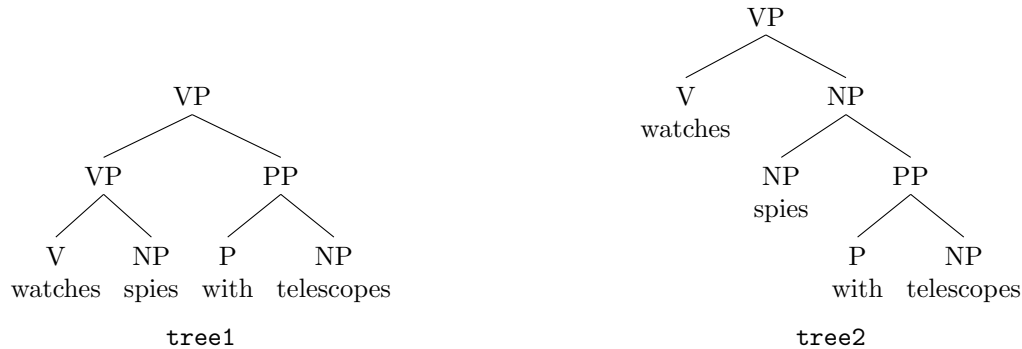 VP
VP
VP PP
V NP P NP
watches spies with telescopes
tree1
VP
V NP
watches
NP PP
spies
P NP
with telescopes
tree2